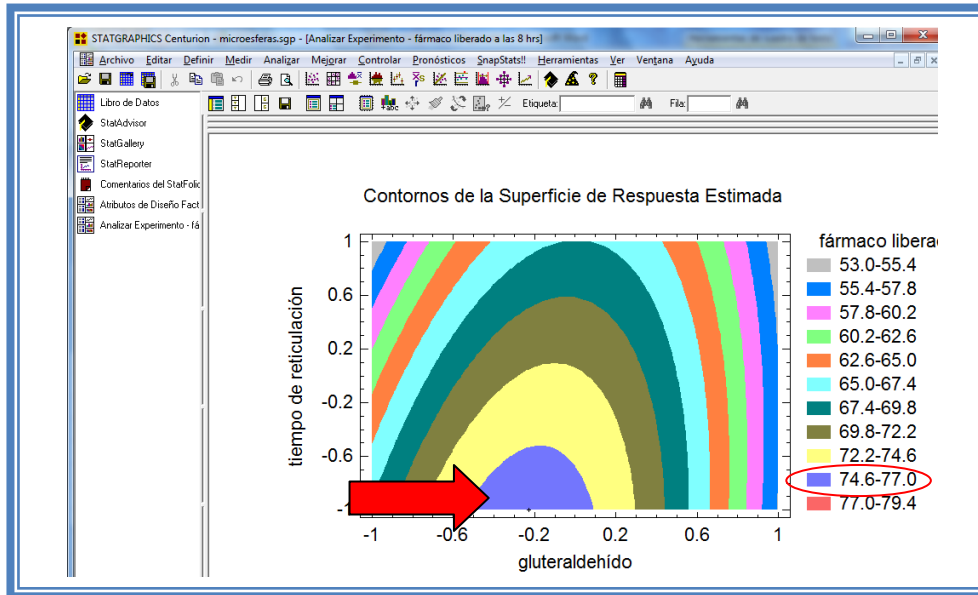 STATGRAPHICS Centurion - microesferas.sgp - [Analizar Experimento - fármaco liberado a las 8 hrs]
Archivo Editar Definir Medir Analizar Mejorar Controlar Pronósticos SnapStats!! Herramientas Ver Ventana Ayuda
Etiqueta: Fila:
Libro de Datos
StatAdvisor
StatGallery
StatReporter
Comentarios del StatFolio
Atributos de Diseño Fact
Analizar Experimento - fá
Contornos de la Superficie de Respuesta Estimada
fármaco libera
53.0-55.4
55.4-57.8
57.8-60.2
60.2-62.6
62.6-65.0
65.0-67.4
67.4-69.8
69.8-72.2
72.2-74.6
74.6-77.0
77.0-79.4
tiempo de reticulación
1
0.6
0.2
-0.2
-0.6
-1 -0.6 -0.2 0.2 0.6 1
gluteraldehído